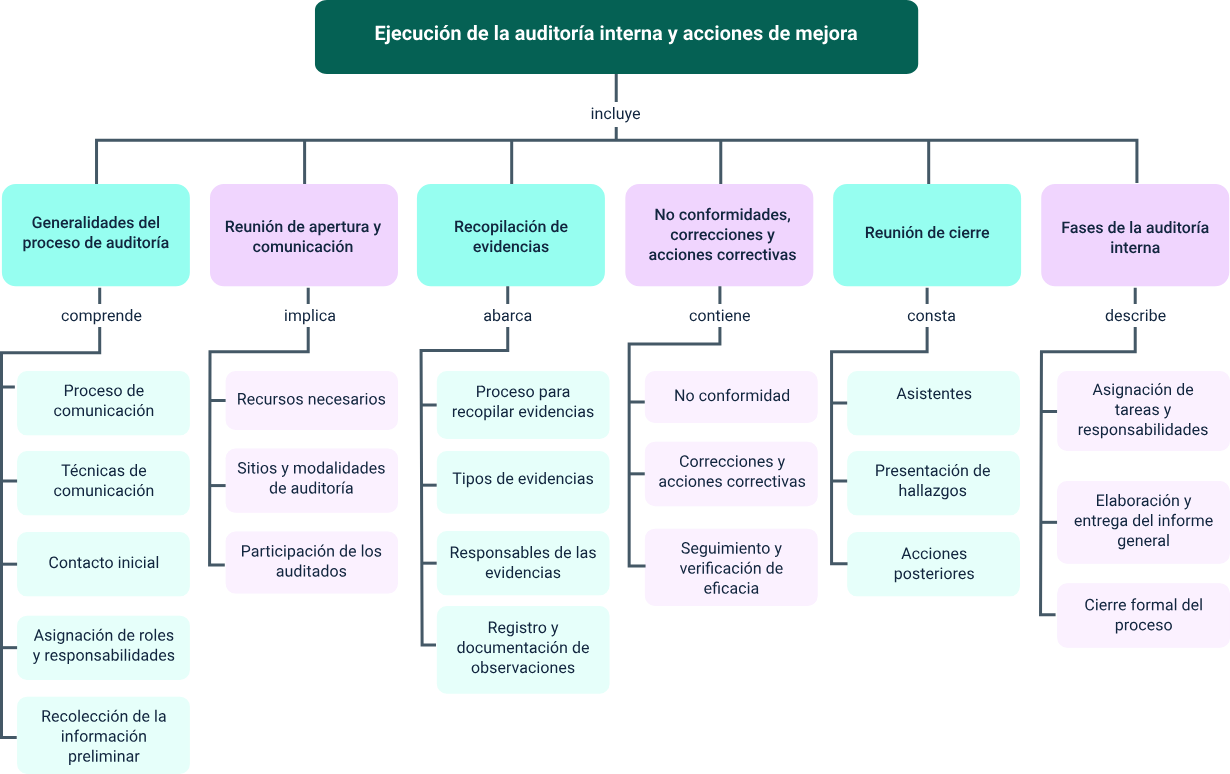 Ejecución de la auditoría interna y acciones de mejora
incluye
Generalidades del
proceso de auditoría
comprende
Proceso de
comunicación
Técnicas de
comunicación
Contacto inicial
Asignación de roles
y responsabilidades
Recolección de la
información
preliminar
Reunión de apertura y
comunicación
implica
Recursos necesarios
Sitios y modalidades
de auditoría
Participación de los
auditados
Recopilación de
evidencias
abarca
Proceso para
recopilar evidencias
Tipos de evidencias
Responsables de las
evidencias
Registro y
documentación de
observaciones
No conformidades,
correcciones y
acciones correctivas
contiene
No conformidad
Correcciones y
acciones correctivas
Seguimiento y
verificación de
eficacia
Reunión de cierre
consta
Asistentes
Presentación de
hallazgos
Acciones
posteriores
Fases de la auditoría
interna
describe
Asignación de
tareas y
responsabilidades
Elaboración y
entrega del informe
general
Cierre formal del
proceso